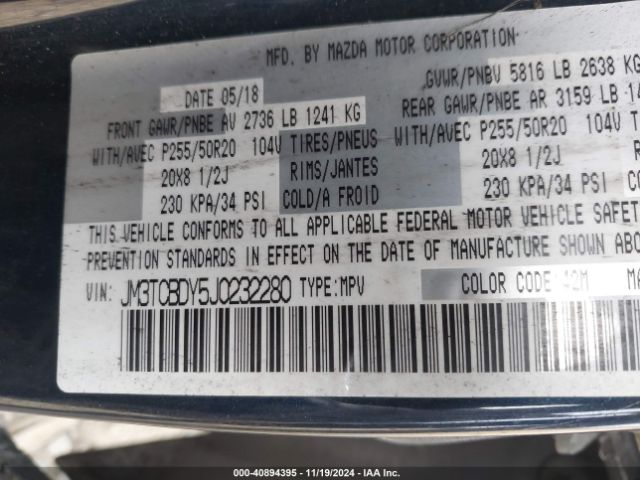 MFD. BY MAZDA MOTOR CORPORATION
DATE 05/18
GVWR/PNBV 5816 LB 2638 KG
FRONT GAWR/PNBE AV 2736 LB 1241 KG
REAR GAWR/PNBE AR 3159 LB
WITH/AVEC P255/50R20 104V TIRES/PNEUS WITH/AVEC P255/50R20 104V
20X8 1/2J RIMS/JANTES 20X8 1/2J
230 KPA/34 PSI COLD/A FROID 230 KPA/34 PSI
THIS VEHICLE CONFORMS TO ALL APPLICABLE FEDERAL MOTOR VEHICLE SAFET
PREVENTION STANDARDS IN EFFECT ON THE DATE OF MANUFACTURE SHOWN ABO
VIN: JM3TCBDY5J0232280 TYPE:MPV COLOR CODE 42M
000-40894395 - 11/19/2024 - IAA Inc.